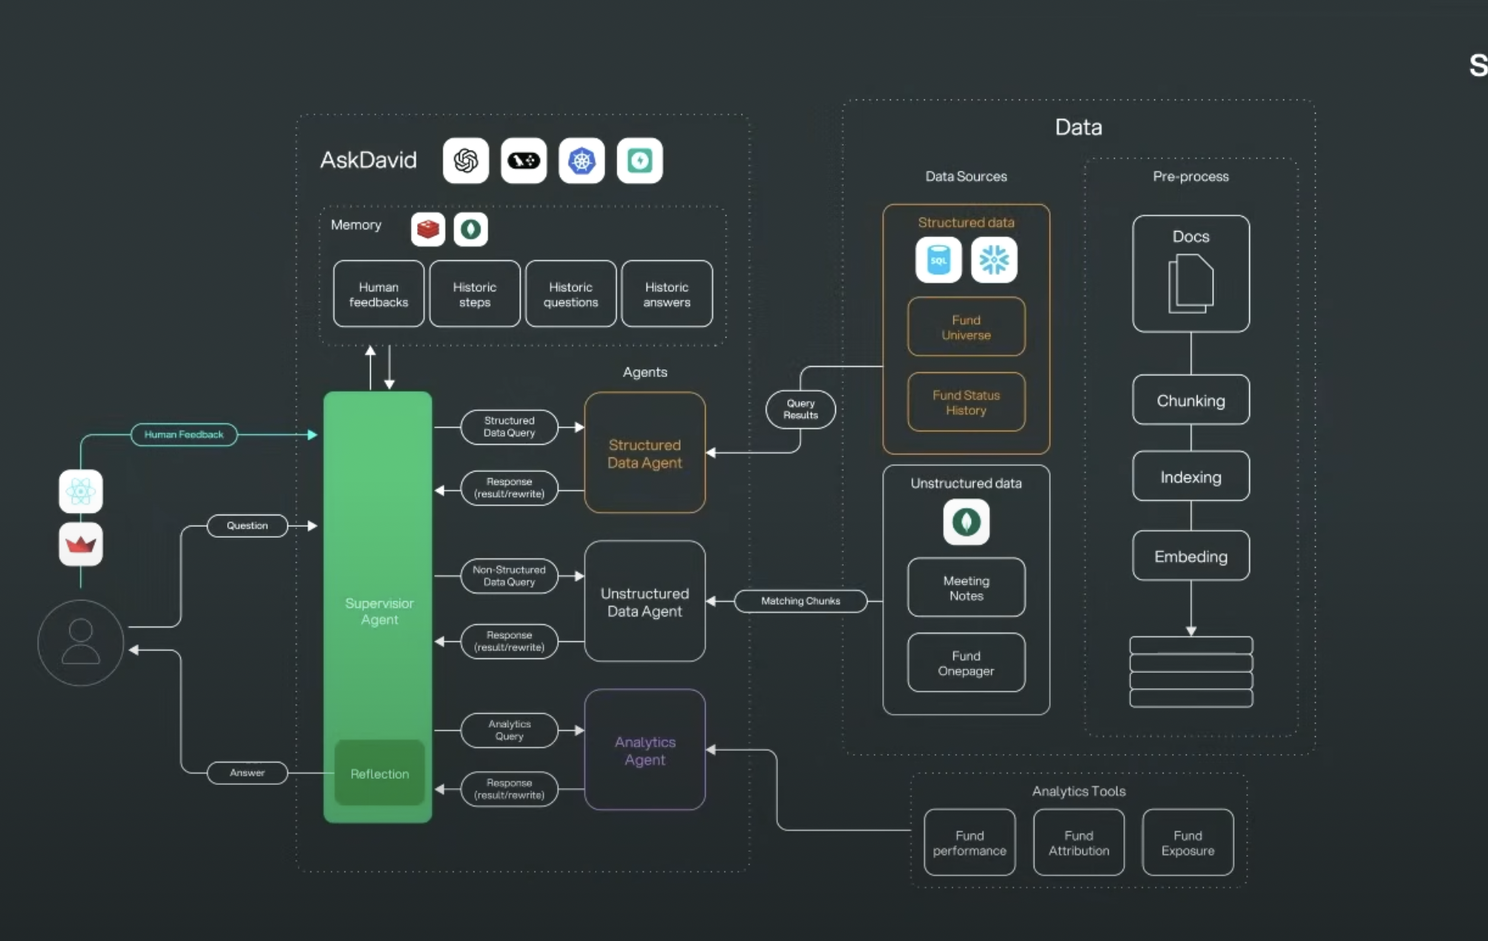 S
Data
AskDavid
Data Sources
Pre-process
Memory
Structured data
SQL
Docs
Human
feedbacks
Historic
steps
Historic
questions
Historic
answers
Fund
Universe
Agents
Fund Status
History
Chunking
Query
Results
Structured
Data Query
Human Feedback
Structured
Data Agent
Response
(result/rewrite)
Unstructured data
Indexing
Question
Non-Structured
Data Query
Embeding
Meeting
Notes
Supervisior
Agent
Unstructured
Data Agent
Matching Chunks
Response
(result/rewrite)
Fund
Onepager
Analytics
Query
Analytics
Agent
Answer
Reflection
Response
(result/rewrite)
Analytics Tools
Fund
performance
Fund
Attribution
Fund
Exposure